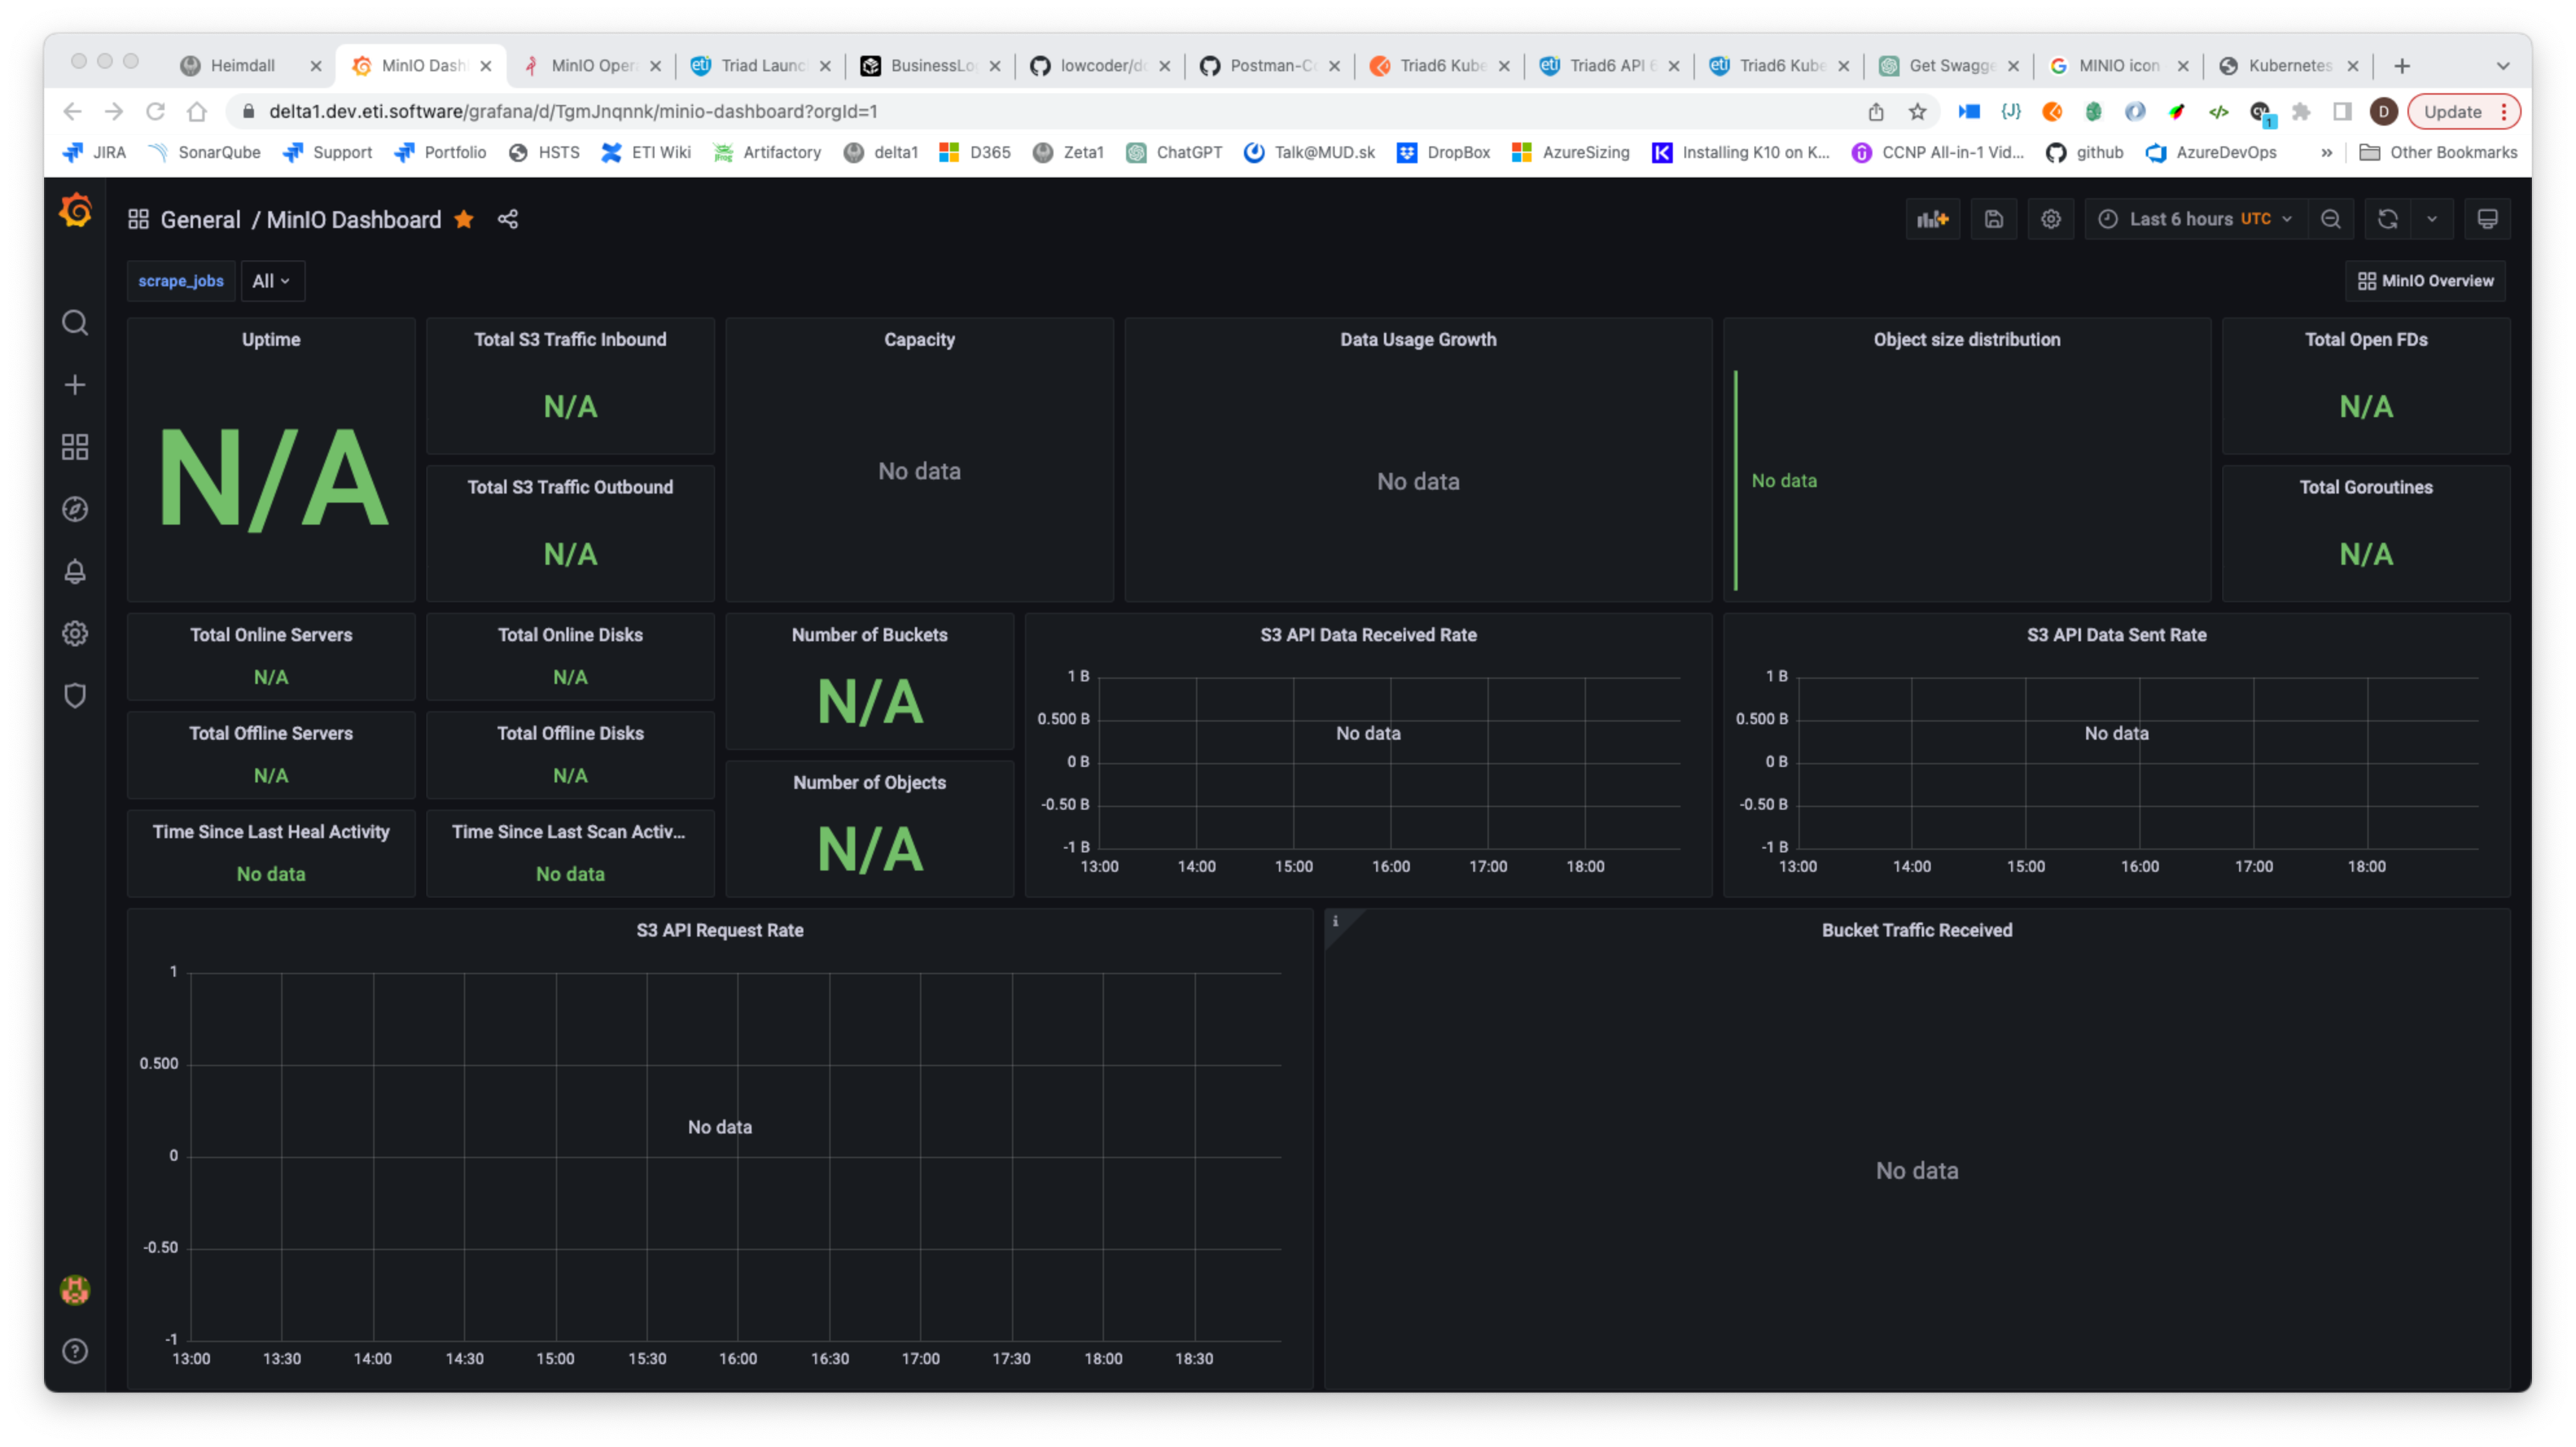 Heimdall
MinIO Dash
MinIO Oper
Triad Launc
BusinessLo
lowcoder/d
Postman-C
Triad6 Kube
Triad6 API 6
Triad6 Kube
Get Swagge
MINIO icon
Kubernetes
delta1.dev.eti.software/grafana/d/TgmJnqnnk/minio-dashboard?orgId=1
D
Update
JIRA
SonarQube
Support
Portfolio
HSTS
ETI Wiki
Artifactory
delta1
D365
Zeta1
ChatGPT
Talk@MUD.sk
DropBox
AzureSizing
Installing K10 on K...
CCNP All-in-1 Vid...
github
AzureDevOps
»
Other Bookmarks
General / MinIO Dashboard
Last 6 hours UTC
scrape_jobs
All
MinIO Overview
Uptime
N/A
Total S3 Traffic Inbound
N/A
Total S3 Traffic Outbound
N/A
Capacity
No data
Data Usage Growth
No data
Object size distribution
No data
Total Open FDs
N/A
Total Goroutines
N/A
Total Online Servers
N/A
Total Online Disks
N/A
Total Offline Servers
N/A
Total Offline Disks
N/A
Time Since Last Heal Activity
No data
Time Since Last Scan Activ...
No data
Number of Buckets
N/A
Number of Objects
N/A
S3 API Data Received Rate
1 B
0.500 B
0 B
-0.50 B
-1 B
No data
13:00 14:00 15:00 16:00 17:00 18:00
S3 API Data Sent Rate
1 B
0.500 B
0 B
-0.50 B
-1 B
No data
13:00 14:00 15:00 16:00 17:00 18:00
S3 API Request Rate
1
0.500
0
-0.50
-1
No data
13:00 13:30 14:00 14:30 15:00 15:30 16:00 16:30 17:00 17:30 18:00 18:30
i
Bucket Traffic Received
No data